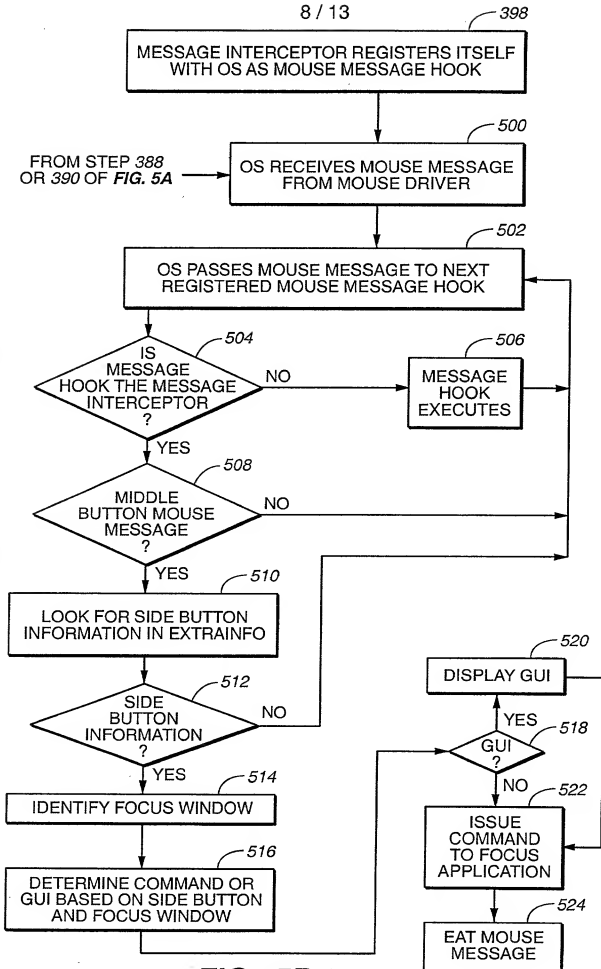 8 / 13
398
MESSAGE INTERCEPTOR REGISTERS ITSELF
WITH OS AS MOUSE MESSAGE HOOK
500
FROM STEP 388
OR 390 OF FIG. 5A
OS RECEIVES MOUSE MESSAGE
FROM MOUSE DRIVER
502
OS PASSES MOUSE MESSAGE TO NEXT
REGISTERED MOUSE MESSAGE HOOK
504
IS
MESSAGE
HOOK THE MESSAGE
INTERCEPTOR
?
NO
506
MESSAGE
HOOK
EXECUTES
YES
508
MIDDLE
BUTTON MOUSE
MESSAGE
?
NO
YES
510
LOOK FOR SIDE BUTTON
INFORMATION IN EXTRAINFO
512
SIDE
BUTTON
INFORMATION
?
NO
YES
514
IDENTIFY FOCUS WINDOW
516
DETERMINE COMMAND OR
GUI BASED ON SIDE BUTTON
AND FOCUS WINDOW
520
DISPLAY GUI
YES
518
GUI
?
NO
522
ISSUE
COMMAND
TO FOCUS
APPLICATION
524
EAT MOUSE
MESSAGE